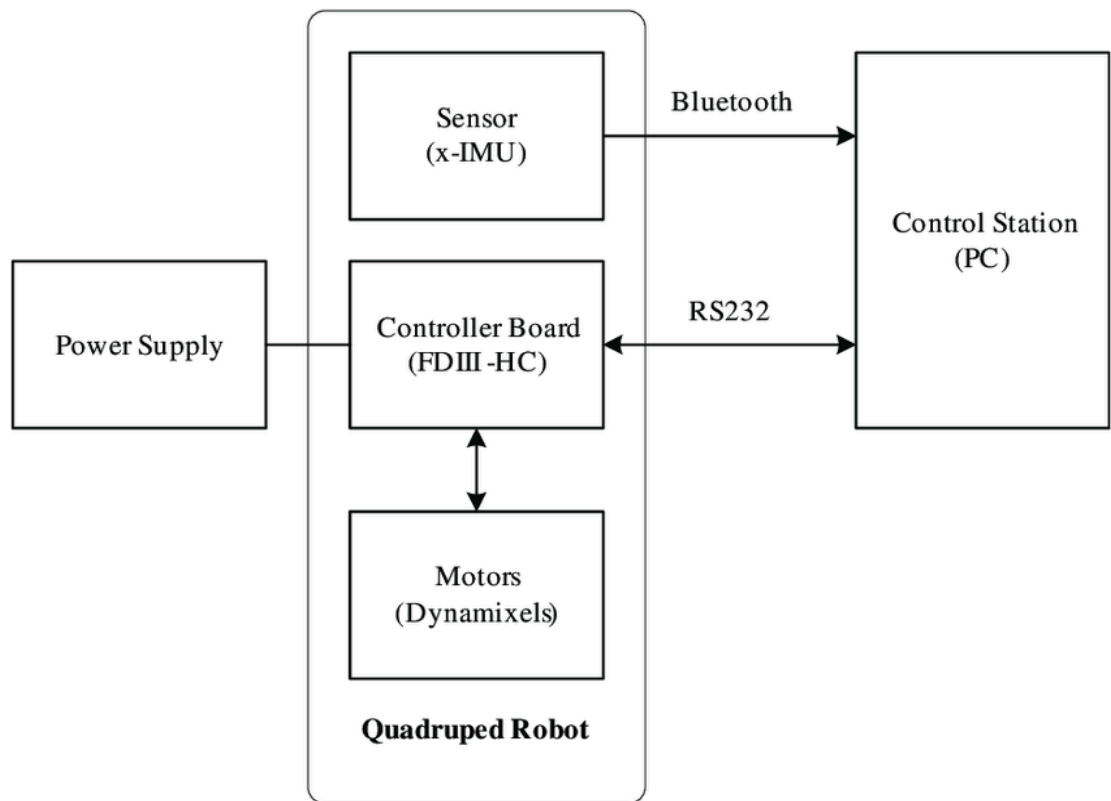 Sensor
(x-IMU)
Bluetooth
Control Station
(PC)
Power Supply
Controller Board
(FDIII-HC)
RS232
Motors
(Dynamixels)
Quadruped Robot